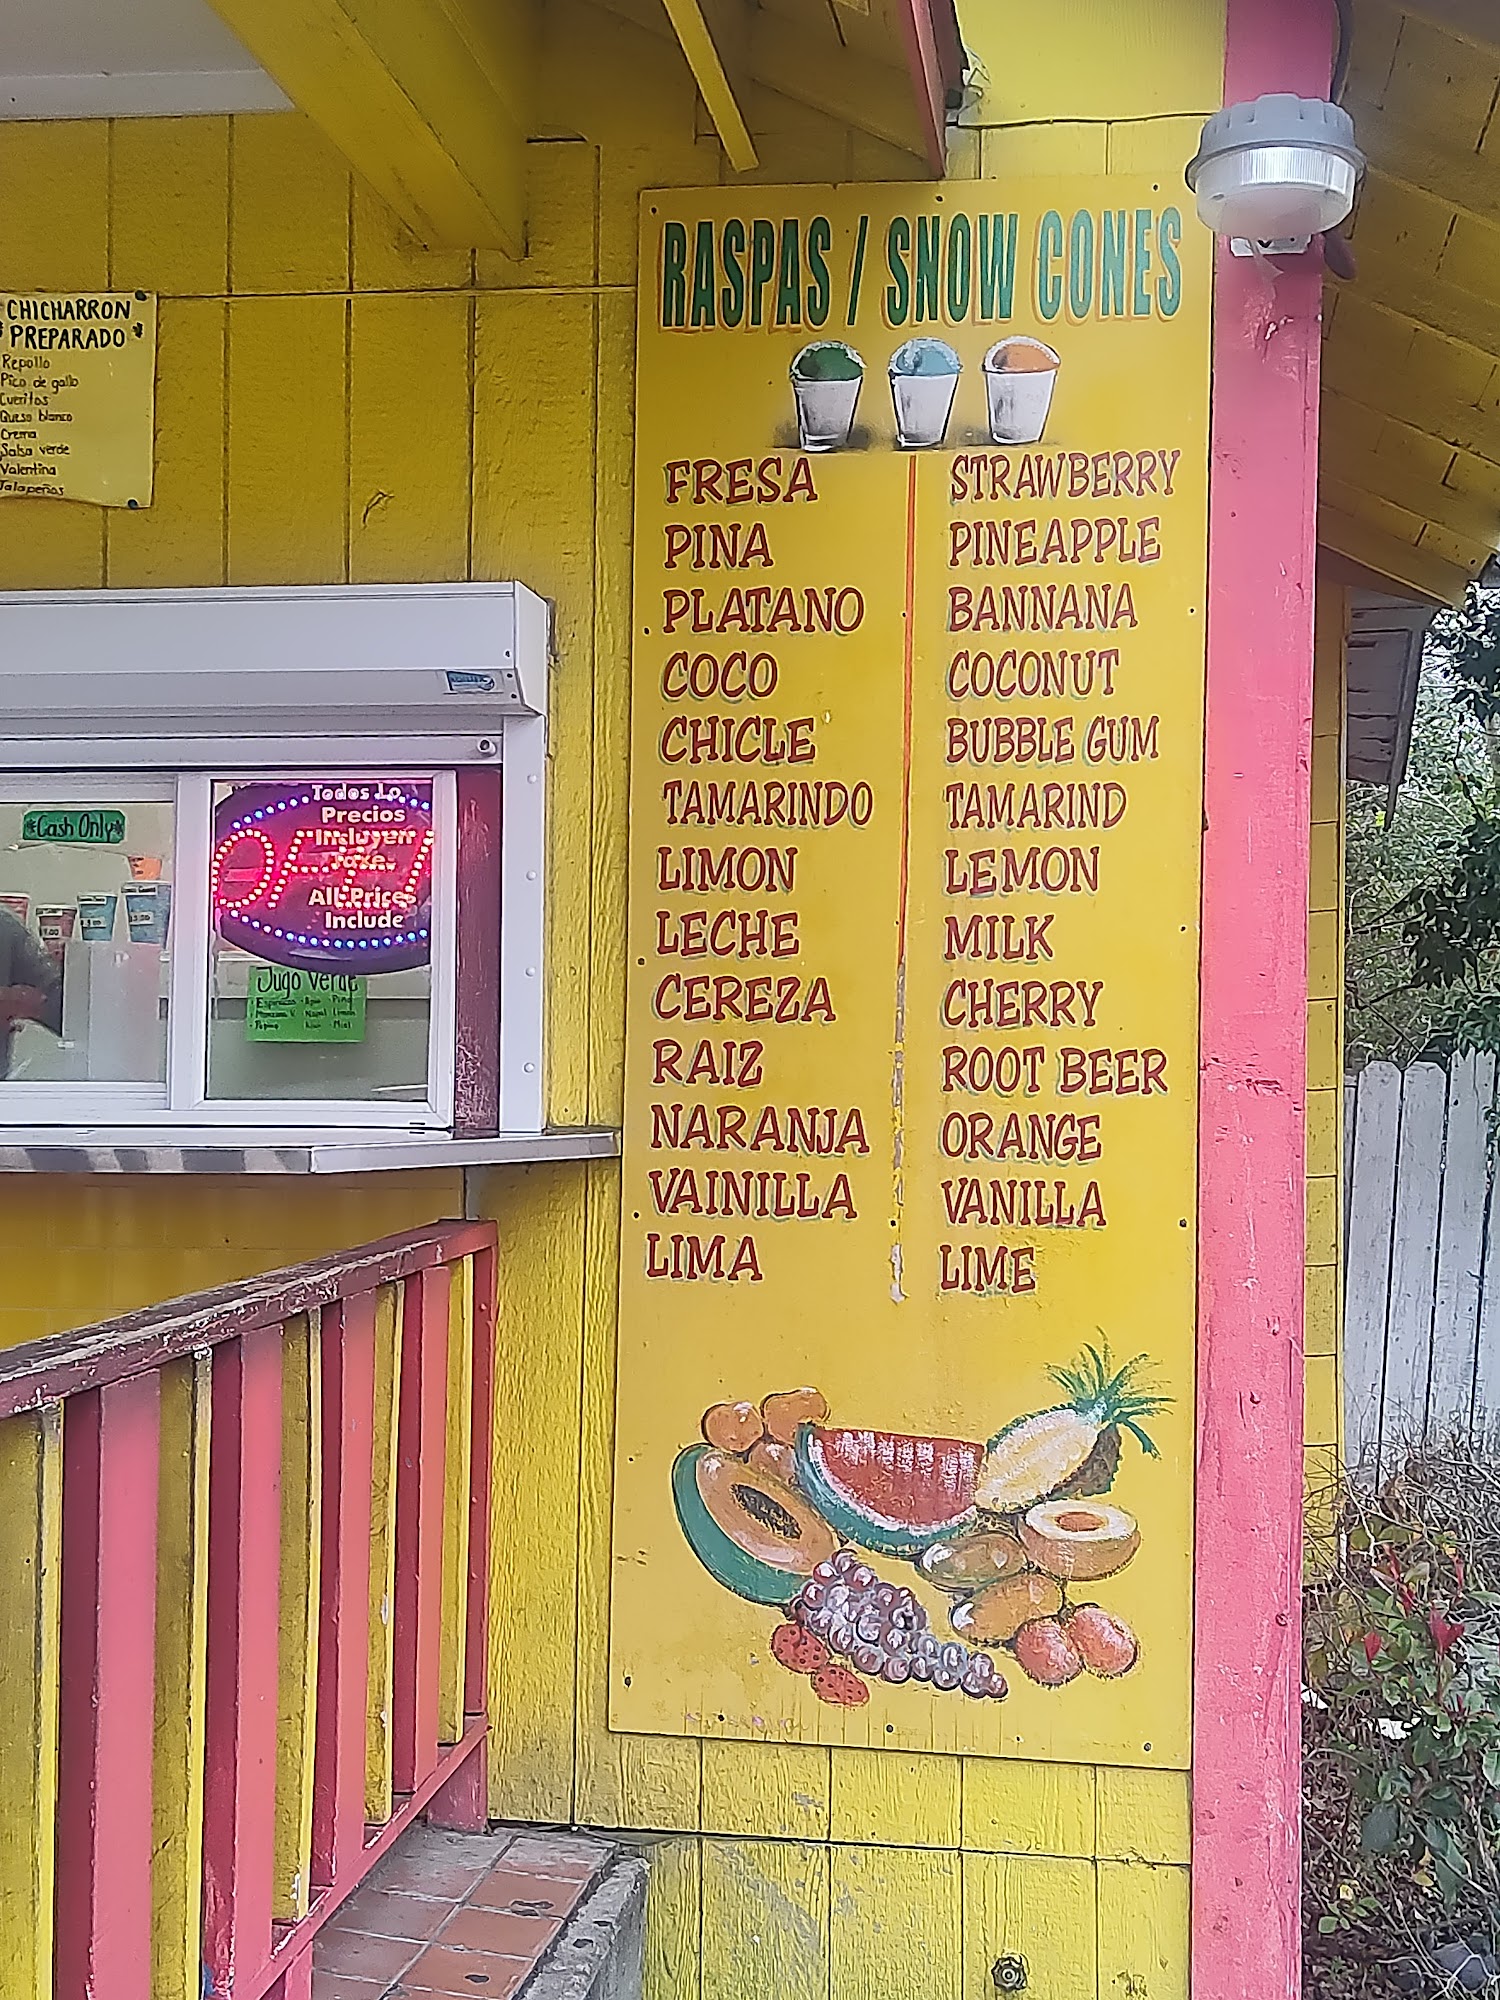 RASPAS / SNOW CONES
FRESA STRAWBERRY
PINA PINEAPPLE
PLATANO BANNANA
COCO COCONUT
CHICLE BUBBLE GUM
TAMARINDO TAMARIND
LIMON LEMON
LECHE MILK
CEREZA CHERRY
RAIZ ROOT BEER
NARANJA ORANGE
VAINILLA VANILLA
LIMA LIME
CHICHARRON
PREPARADO
Repollo
Pico de gallo
Cueritos
Queso blanco
Crema
Salsa verde
Valentina
Jalapeños
*Cash Only*
Todos Lo
Precios
Incluyen
All Prices
Include
Jugo Verde